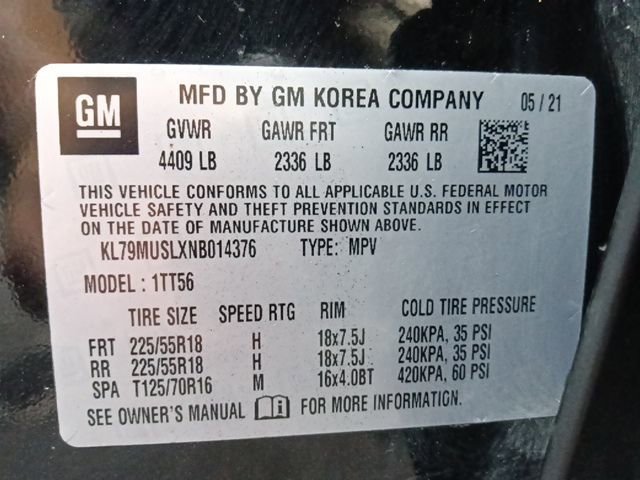 GM MFD BY GM KOREA COMPANY 05 / 21
GVWR GAWR FRT GAWR RR
4409 LB 2336 LB 2336 LB
THIS VEHICLE CONFORMS TO ALL APPLICABLE U.S. FEDERAL MOTOR
VEHICLE SAFETY AND THEFT PREVENTION STANDARDS IN EFFECT
ON THE DATE OF MANUFACTURE SHOWN ABOVE.
KL79MUSLXNB014376 TYPE: MPV
MODEL : 1TT56
TIRE SIZE SPEED RTG RIM COLD TIRE PRESSURE
FRT 225/55R18 H 18x7.5J 240KPA, 35 PSI
RR 225/55R18 H 18x7.5J 240KPA, 35 PSI
SPA T125/70R16 M 16x4.0BT 420KPA, 60 PSI
SEE OWNER'S MANUAL FOR MORE INFORMATION.